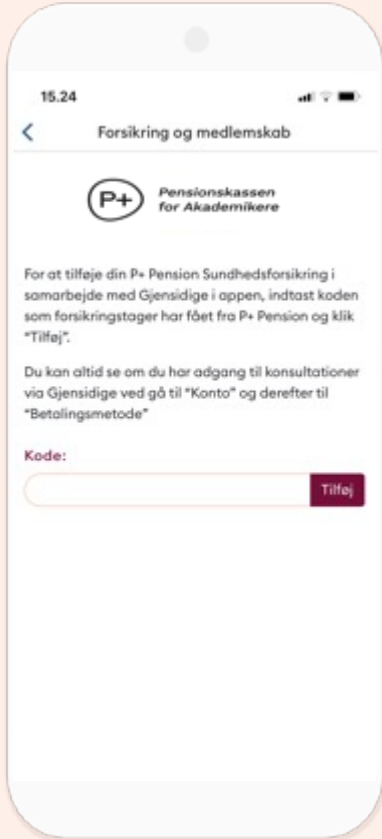 15.24
Forsikring og medlemskab
P+
Pensionskassen
for Akademikere
For at tilføje din P+ Pension Sundhedsforsikring i
samarbejde med Gjensidige i appen, indtast koden
som forsikringstager har fået fra P+ Pension og klik
"Tilføj".
Du kan altid se om du har adgang til konsultationer
via Gjensidige ved gå til "Konto" og derefter til
"Betalingsmetode"
Kode:
Tilføj